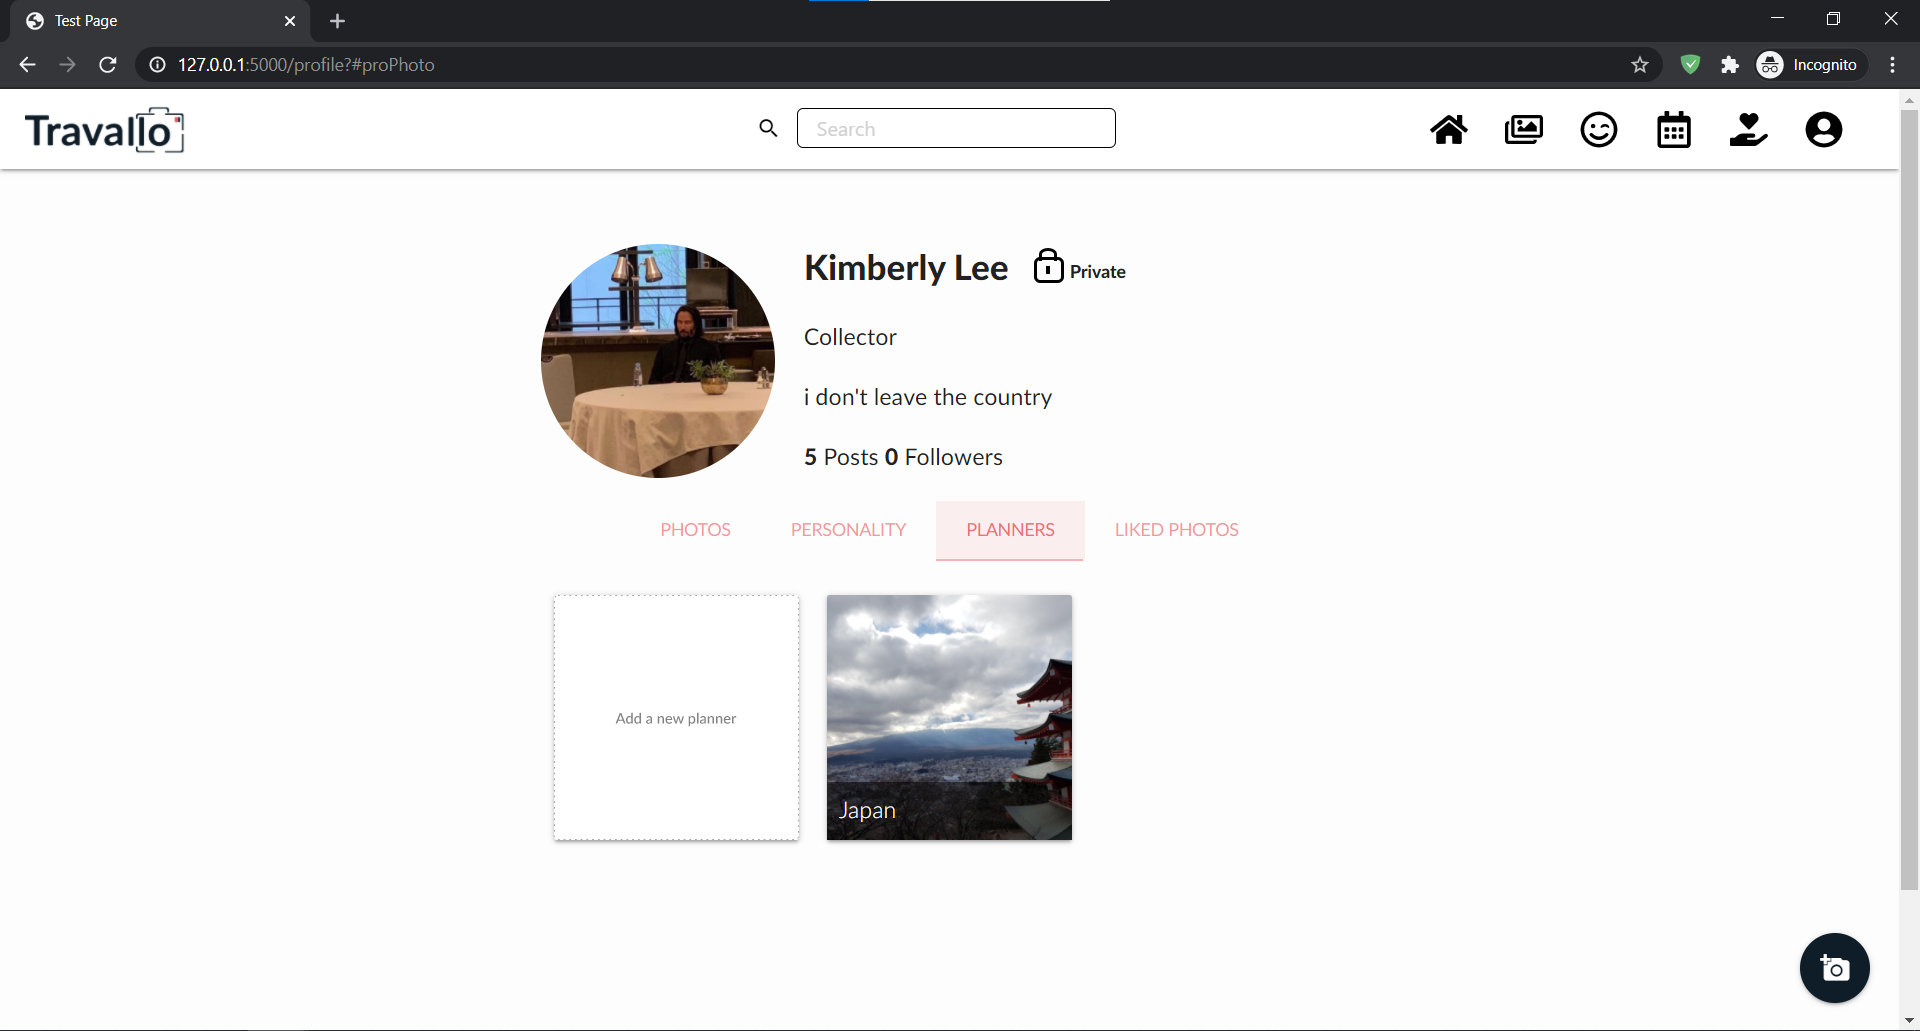 Test Page
127.0.0.1:5000/profile?#proPhoto
Incognito
Travallo
Search
Kimberly Lee
Private
Collector
i don't leave the country
5 Posts 0 Followers
PHOTOS PERSONALITY PLANNERS LIKED PHOTOS
Add a new planner
Japan